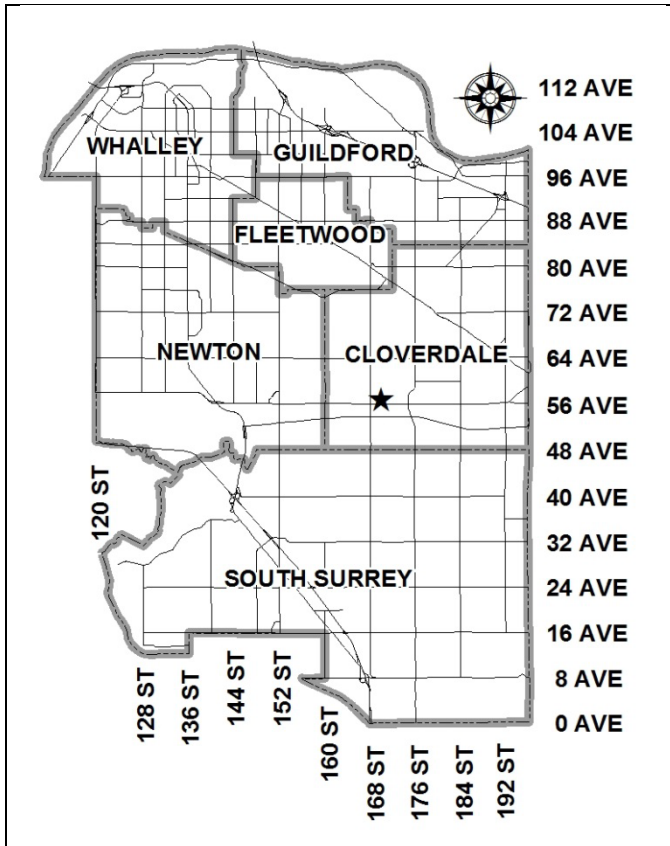 112 AVE
104 AVE
WHALLEY
GUILDFORD
96 AVE
88 AVE
FLEETWOOD
80 AVE
72 AVE
NEWTON
CLOVERDALE
64 AVE
56 AVE
48 AVE
120 ST
40 AVE
32 AVE
SOUTH SURREY
24 AVE
16 AVE
8 AVE
0 AVE
128 ST
136 ST
144 ST
152 ST
160 ST
168 ST
176 ST
184 ST
192 ST